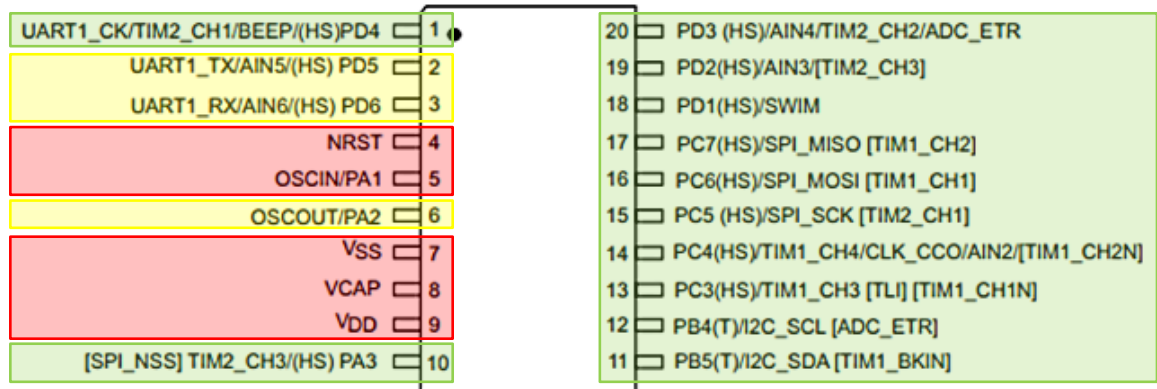 UART1_CK/TIM2_CH1/BEEP/(HS)PD4 1
UART1_TX/AIN5/(HS) PD5 2
UART1_RX/AIN6/(HS) PD6 3
NRST 4
OSCIN/PA1 5
OSCOUT/PA2 6
VSS 7
VCAP 8
VDD 9
[SPI_NSS] TIM2_CH3/(HS) PA3 10
20 PD3 (HS)/AIN4/TIM2_CH2/ADC_ETR
19 PD2(HS)/AIN3/[TIM2_CH3]
18 PD1(HS)/SWIM
17 PC7(HS)/SPI_MISO [TIM1_CH2]
16 PC6(HS)/SPI_MOSI [TIM1_CH1]
15 PC5 (HS)/SPI_SCK [TIM2_CH1]
14 PC4(HS)/TIM1_CH4/CLK_CCO/AIN2/[TIM1_CH2N]
13 PC3(HS)/TIM1_CH3 [TLI] [TIM1_CH1N]
12 PB4(T)/I2C_SCL [ADC_ETR]
11 PB5(T)/I2C_SDA [TIM1_BKIN]